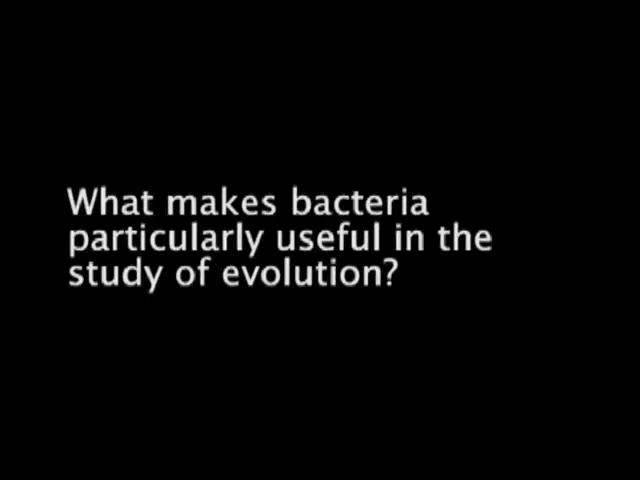 What makes bacteria
particularly useful in the
study of evolution?